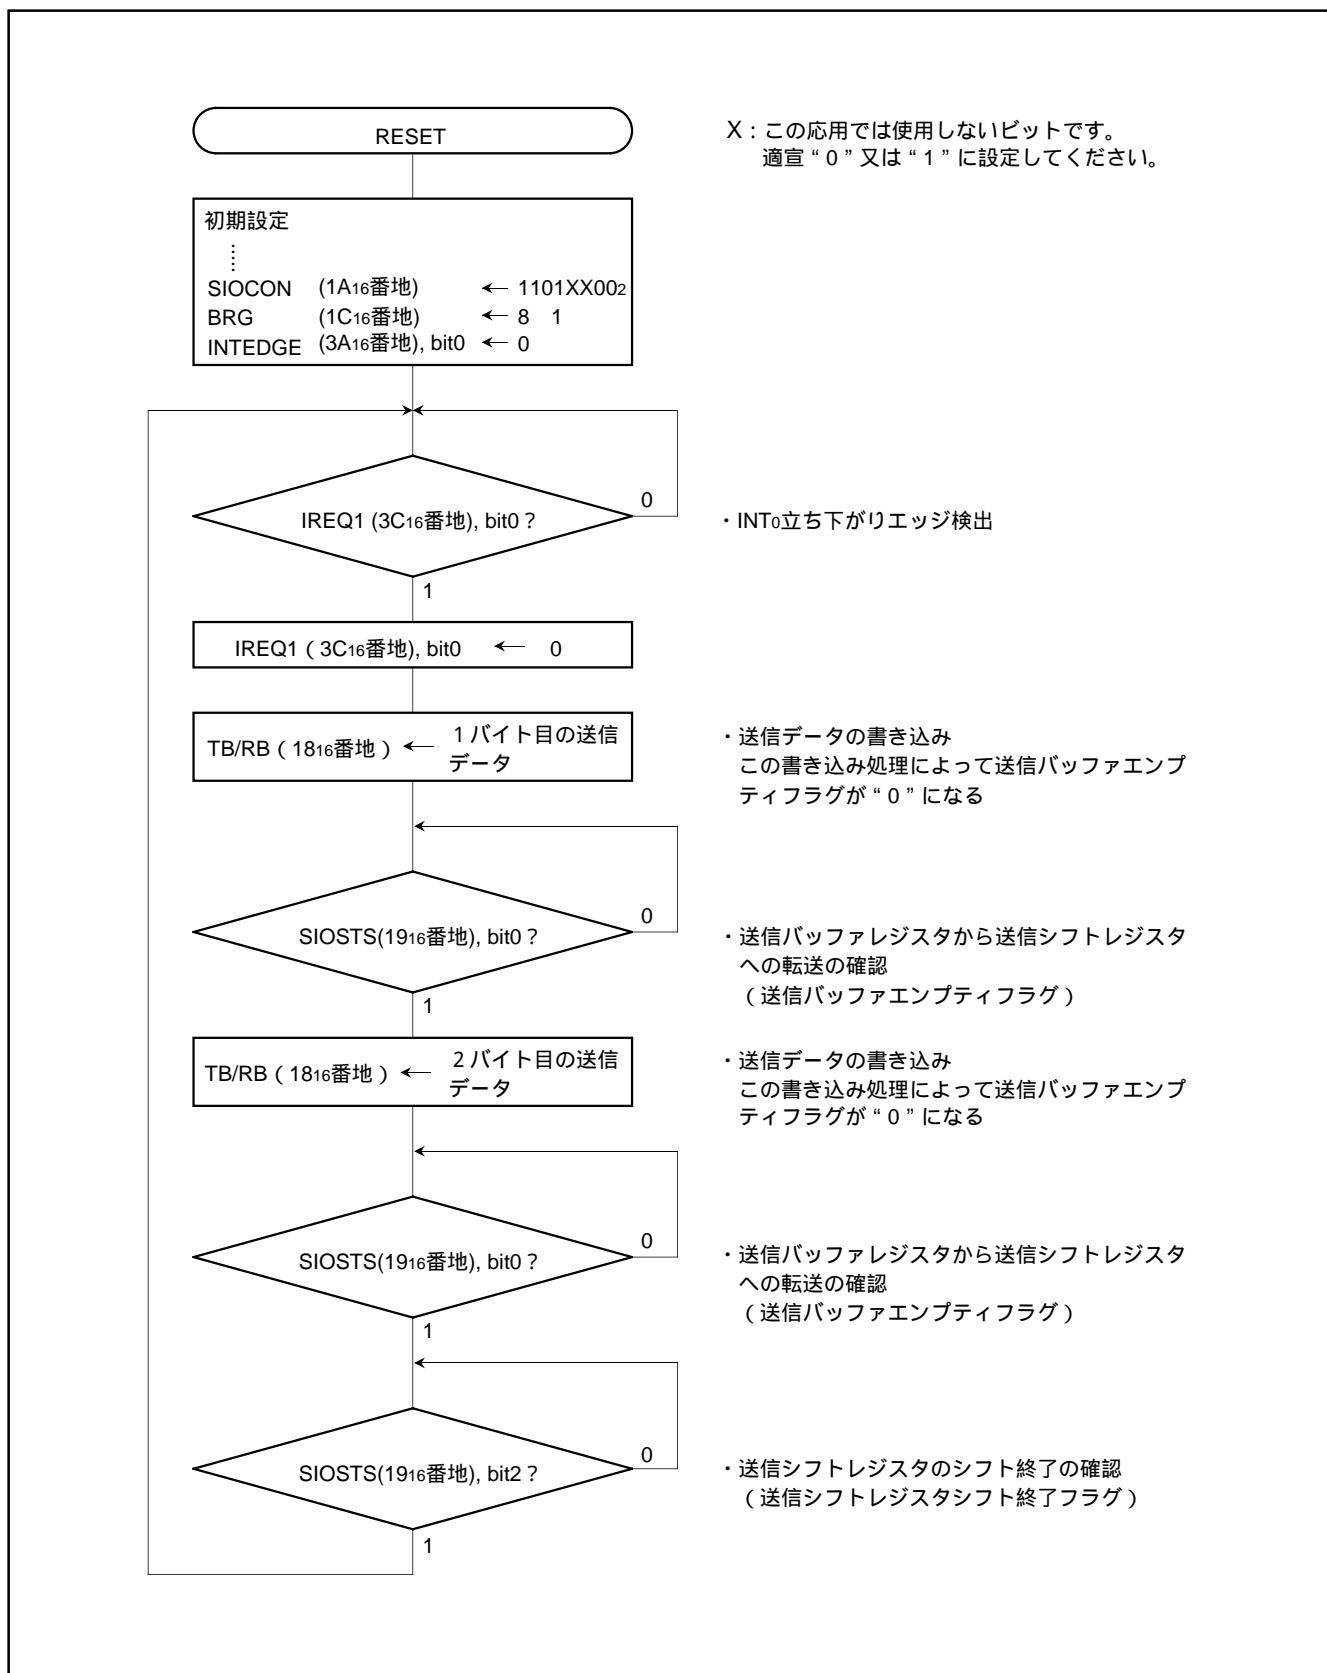 RESET
X：この応用では使用しないビットです。
適宣“0”又は“1”に設定してください。
初期設定
SIOCON (1A16番地) ← 1101XX002
BRG (1C16番地) ← 8 1
INTEDGE (3A16番地), bit0 ← 0
IREQ1 (3C16番地), bit0？
0
・INT0立ち下がりエッジ検出
1
IREQ1（3C16番地), bit0 ← 0
TB/RB（1816番地）← 1バイト目の送信
データ
・送信データの書き込み
この書き込み処理によって送信バッファエンプ
ティフラグが“0”になる
SIOSTS(1916番地), bit0？
0
・送信バッファレジスタから送信シフトレジスタ
への転送の確認
（送信バッファエンプティフラグ）
1
TB/RB（1816番地）← 2バイト目の送信
データ
・送信データの書き込み
この書き込み処理によって送信バッファエンプ
ティフラグが“0”になる
SIOSTS(1916番地), bit0？
0
・送信バッファレジスタから送信シフトレジスタ
への転送の確認
（送信バッファエンプティフラグ）
1
SIOSTS(1916番地), bit2？
0
・送信シフトレジスタのシフト終了の確認
（送信シフトレジスタシフト終了フラグ）
1